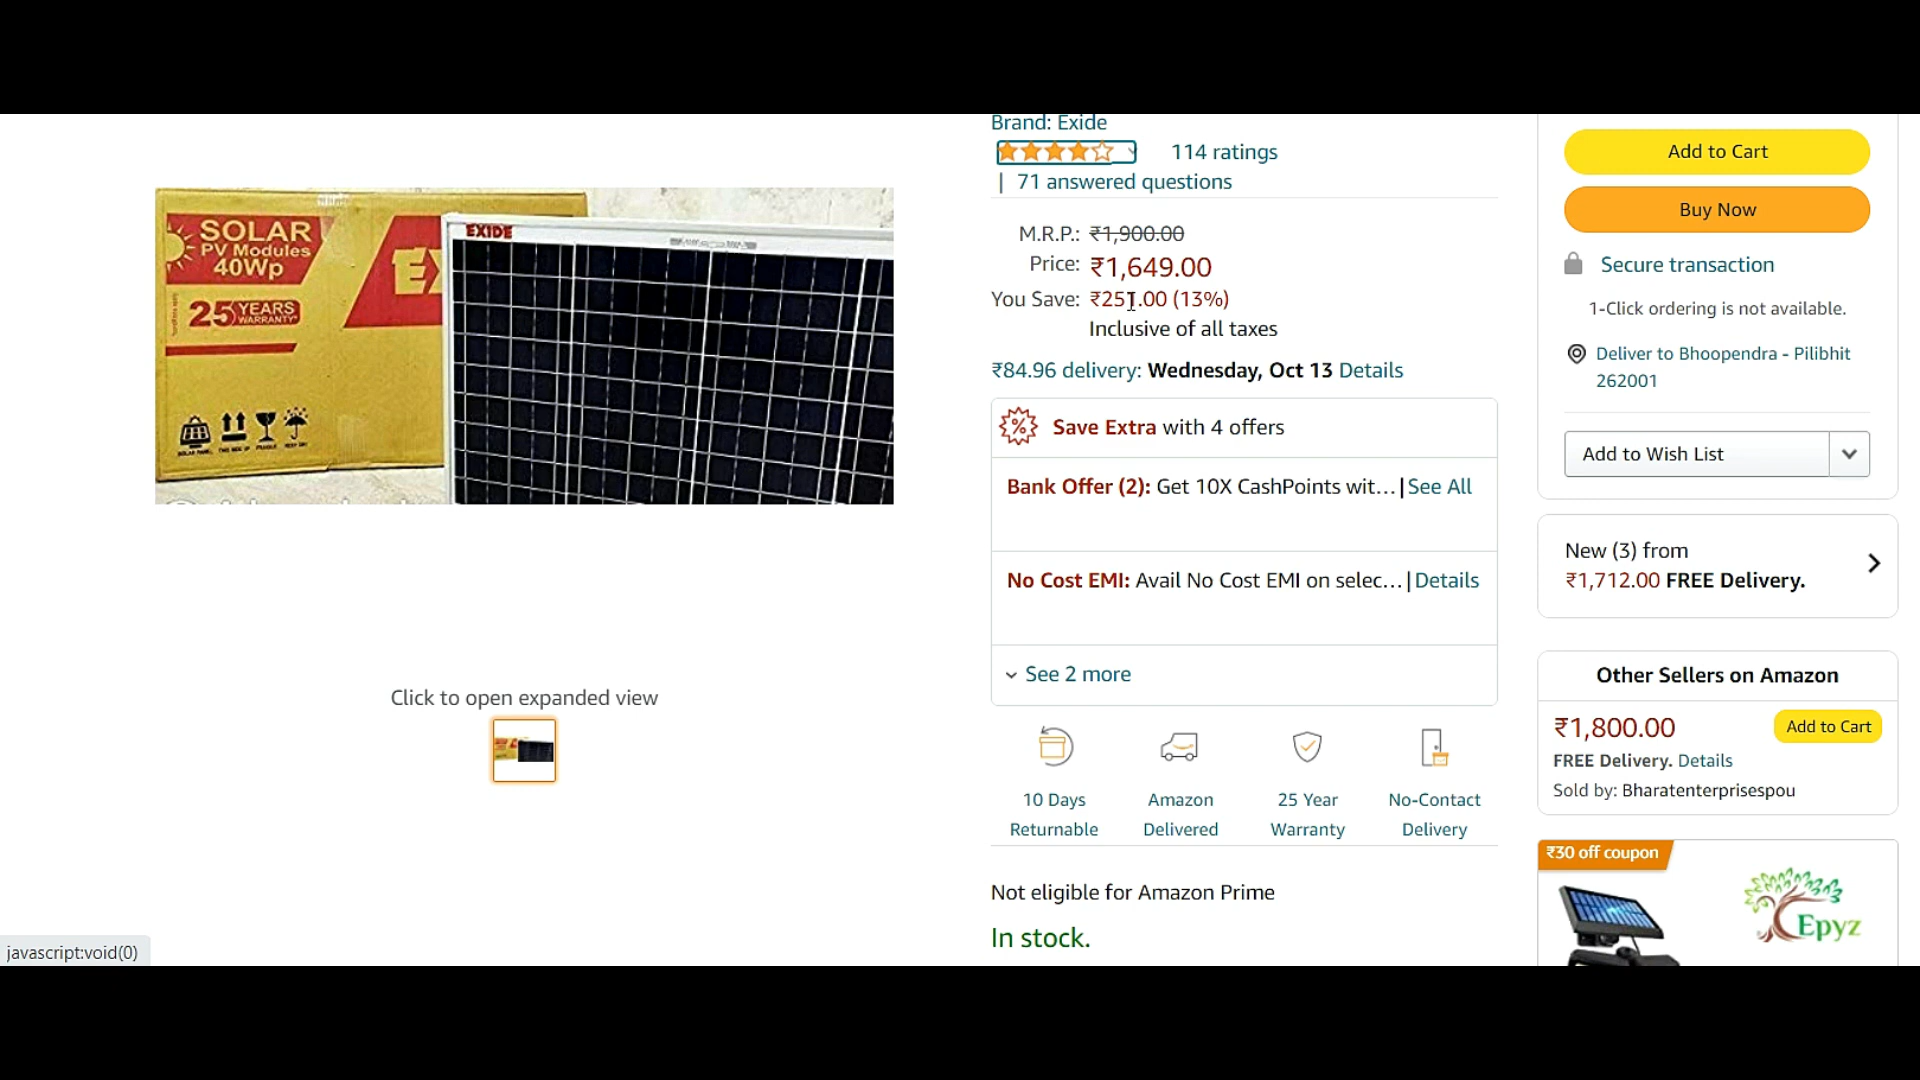 SOLAR
PV Modules
40Wp
25 YEARS
WARRANTY*
EXIDE
Click to open expanded view
javascript:void(0)
Brand: Exide
114 ratings
| 71 answered questions
M.R.P.: ₹1,900.00
Price: ₹1,649.00
You Save: ₹251.00 (13%)
Inclusive of all taxes
₹84.96 delivery: Wednesday, Oct 13 Details
Save Extra with 4 offers
Bank Offer (2): Get 10X CashPoints wit... | See All
No Cost EMI: Avail No Cost EMI on selec... | Details
See 2 more
10 Days
Returnable
Amazon
Delivered
25 Year
Warranty
No-Contact
Delivery
Not eligible for Amazon Prime
In stock.
Add to Cart
Buy Now
Secure transaction
1-Click ordering is not available.
Deliver to Bhoopendra - Pilibhit
262001
Add to Wish List
New (3) from
₹1,712.00 FREE Delivery.
Other Sellers on Amazon
₹1,800.00
Add to Cart
FREE Delivery. Details
Sold by: Bharatenterprisespou
₹30 off coupon
Epyz